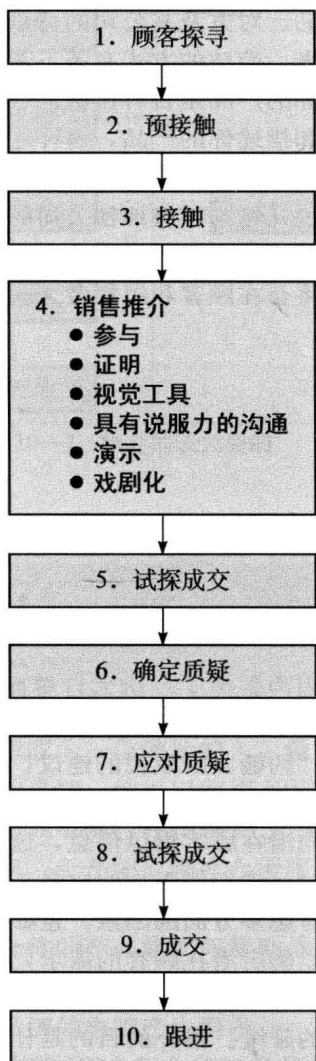 1. 顾客探寻
2. 预接触
3. 接触
4. 销售推介
● 参与
● 证明
● 视觉工具
● 具有说服力的沟通
● 演示
● 戏剧化
5. 试探成交
6. 确定质疑
7. 应对质疑
8. 试探成交
9. 成交
10. 跟进